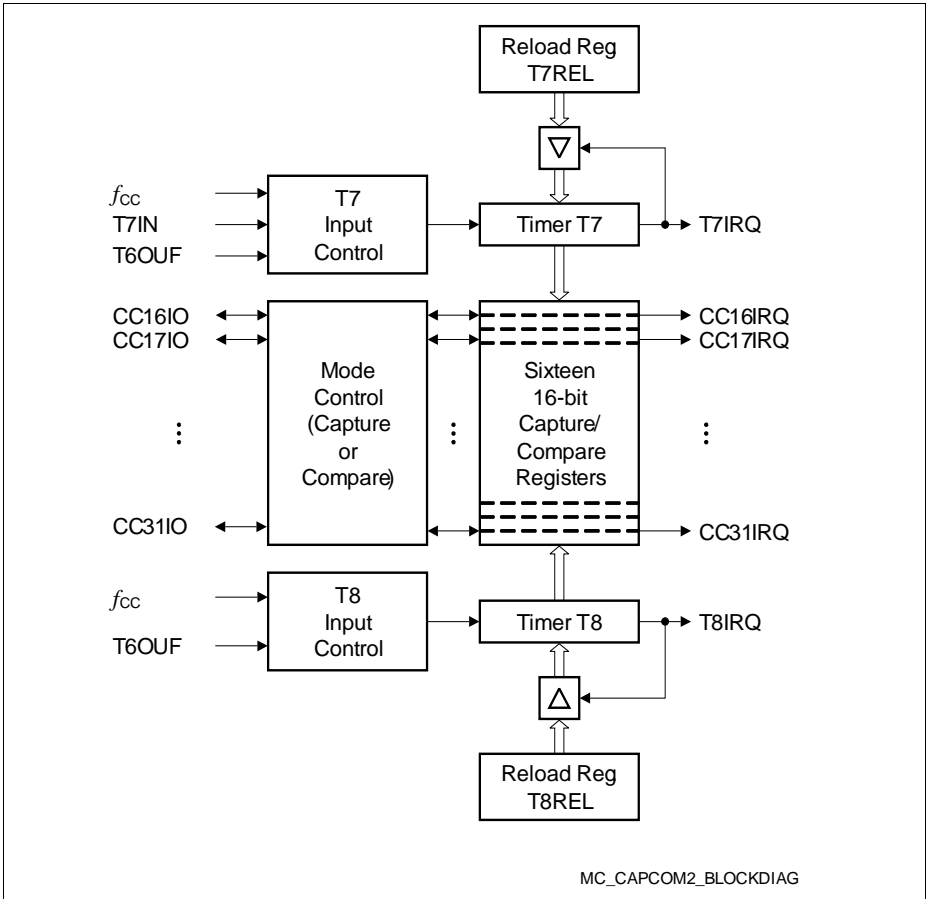 Reload Reg
T7REL
fCC
T7IN
T6OUF
T7
Input
Control
Timer T7
T7IRQ
CC16IO
CC17IO
CC31IO
Mode
Control
(Capture
or
Compare)
Sixteen
16-bit
Capture/
Compare
Registers
CC16IRQ
CC17IRQ
CC31IRQ
fCC
T6OUF
T8
Input
Control
Timer T8
T8IRQ
Reload Reg
T8REL
MC_CAPCOM2_BLOCKDIAG